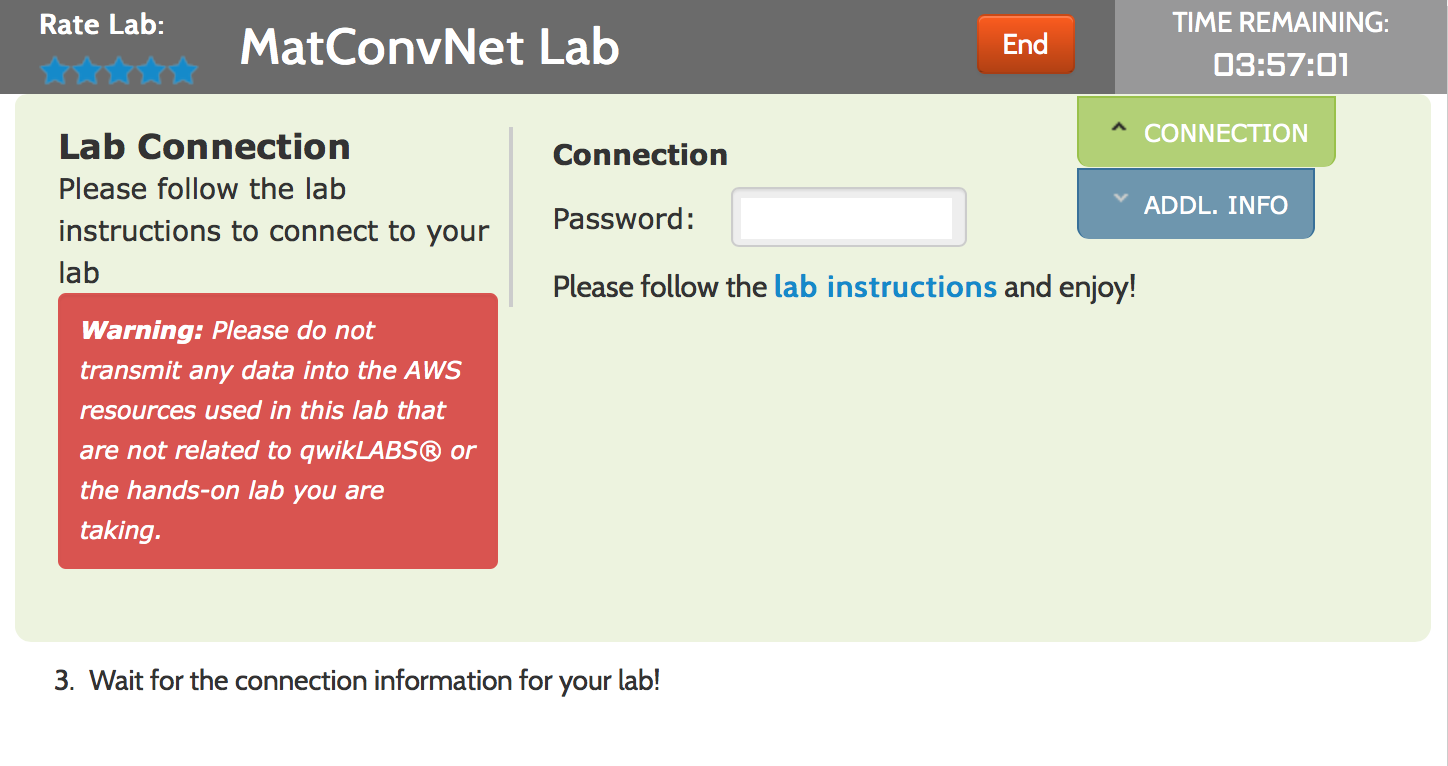 Rate Lab:
MatConvNet Lab
End
TIME REMAINING:
03:57:01
Lab Connection
Please follow the lab
instructions to connect to your
lab
Warning: Please do not
transmit any data into the AWS
resources used in this lab that
are not related to qwikLABS® or
the hands-on lab you are
taking.
Connection
Password:
Please follow the lab instructions and enjoy!
CONNECTION
ADDL. INFO
3. Wait for the connection information for your lab!